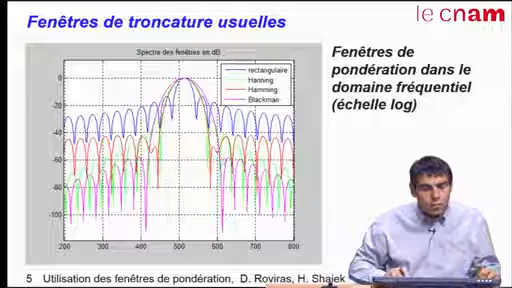 Fenêtres de troncature usuelles
le cnam
Spectre des fenêtres en dB
rectangulaire
Hanning
Hamming
Blackman
0
-20
-40
-60
-80
-100
200
300
400
500
600
700
800
Fenêtres de
pondération dans le
domaine fréquentiel
(échelle log)
5 Utilisation des fenêtres de pondération, D. Roviras, H. Shajek